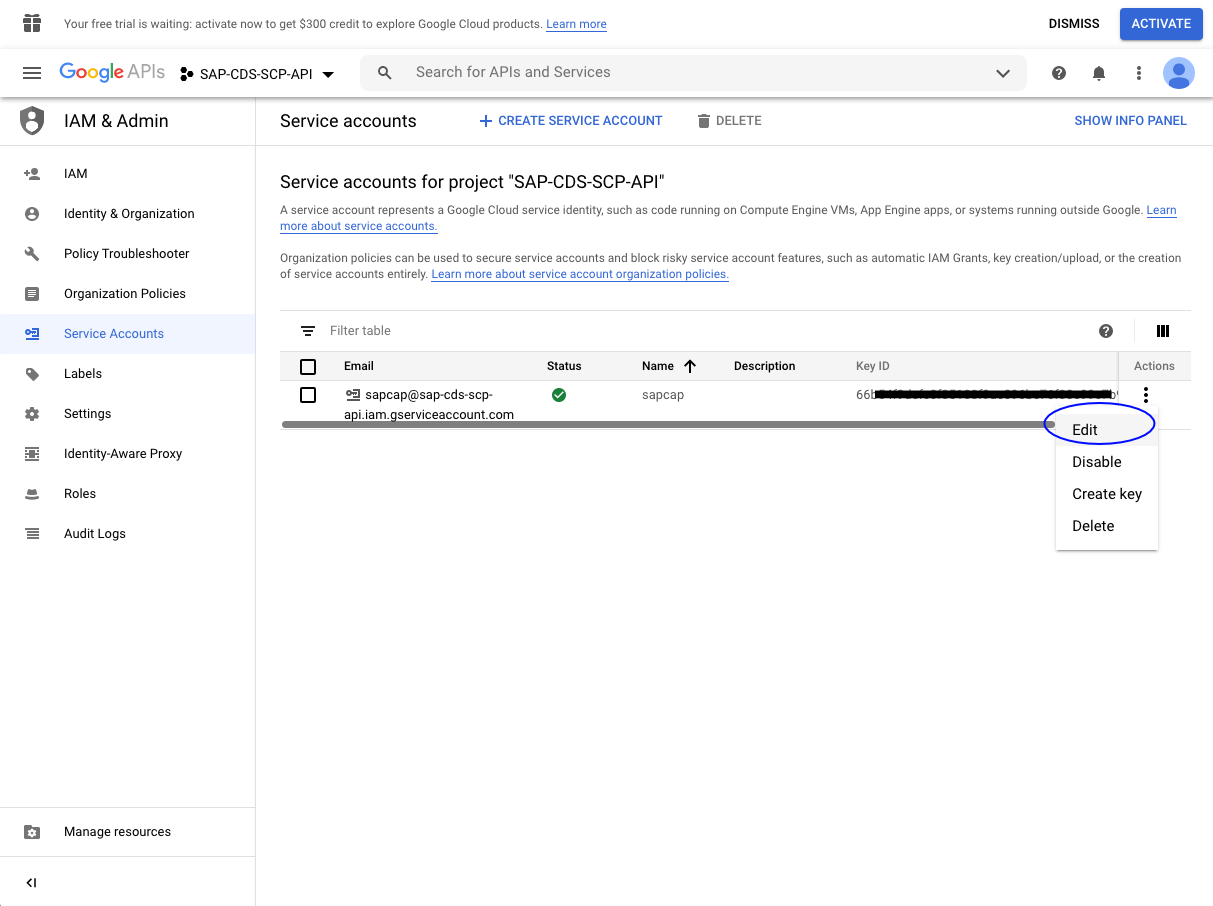 Your free trial is waiting: activate now to get $300 credit to explore Google Cloud products. Learn more
DISMISS
ACTIVATE
Google APIs
SAP-CDS-SCP-API
Search for APIs and Services
IAM & Admin
IAM
Identity & Organization
Policy Troubleshooter
Organization Policies
Service Accounts
Labels
Settings
Identity-Aware Proxy
Roles
Audit Logs
Manage resources
Service accounts
CREATE SERVICE ACCOUNT
DELETE
SHOW INFO PANEL
Service accounts for project "SAP-CDS-SCP-API"
A service account represents a Google Cloud service identity, such as code running on Compute Engine VMs, App Engine apps, or systems running outside Google. Learn
more about service accounts.
Organization policies can be used to secure service accounts and block risky service account features, such as automatic IAM Grants, key creation/upload, or the creation
of service accounts entirely. Learn more about service account organization policies.
Filter table
Email Status Name Description Key ID Actions
sapcap@sap-cds-scp-
api.iam.gserviceaccount.com
sapcap
Edit
Disable
Create key
Delete